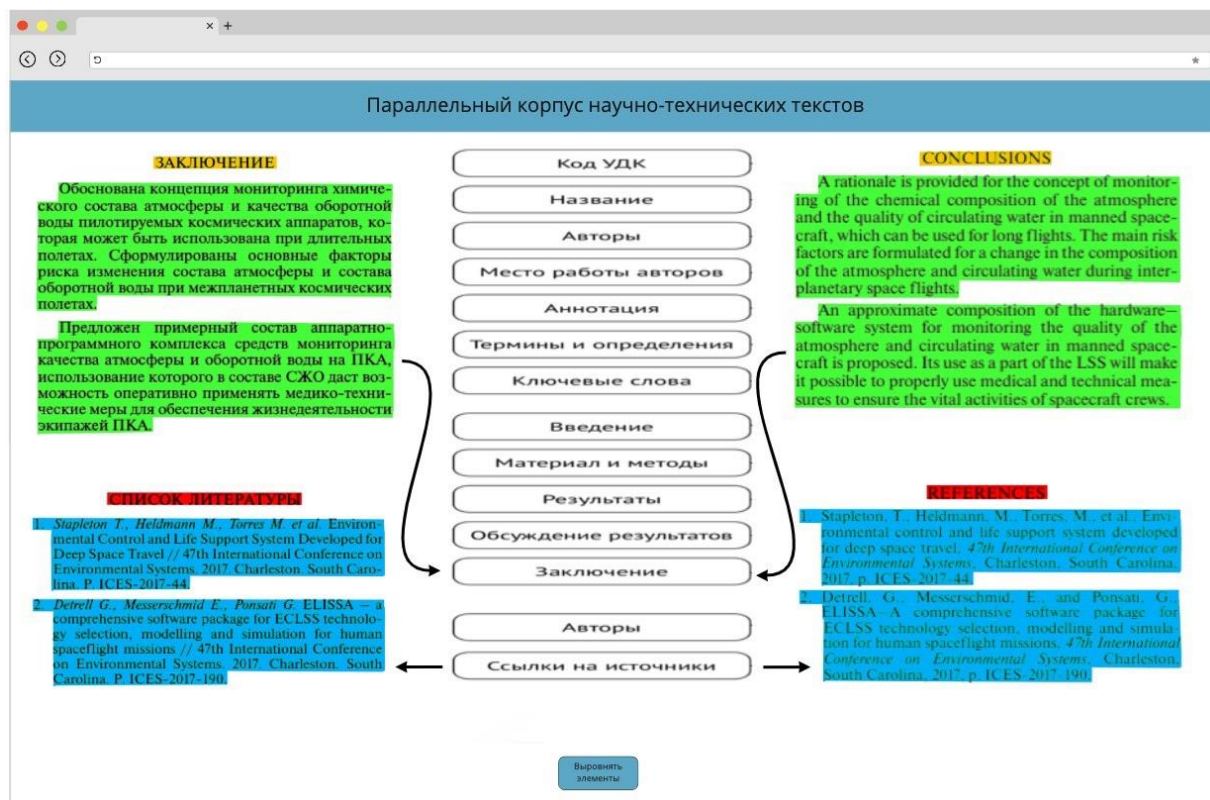 Параллельный корпус научно-технических текстов
ЗАКЛЮЧЕНИЕ
Обоснована концепция мониторинга химиче-
ского состава атмосферы и качества оборотной
воды пилотируемых космических аппаратов, ко-
торая может быть использована при длительных
полетах. Сформулированы основные факторы
риска изменения состава атмосферы и состава
оборотной воды при межпланетных космических
полетах.
Предложен примерный состав аппаратно-
программного комплекса средств мониторинга
качества атмосферы и оборотной воды на ПКА,
использование которого в составе СЖО даст воз-
можность оперативно применять медико-техни-
ческие меры для обеспечения жизнедеятельности
экипажей ПКА.
СПИСОК ЛИТЕРАТУРЫ
1. Stapleton T., Heldmann M., Torres M. et al. Environ-
mental Control and Life Support System Developed for
Deep Space Travel // 47th International Conference on
Environmental Systems. 2017. Charleston. South Caro-
lina. P. ICES-2017-44.
2. Detrell G., Messerschmid E., Ponsati G. ELISSA – a
comprehensive software package for ECLSS technolo-
gy selection, modelling and simulation for human
spaceflight missions // 47th International Conference
on Environmental Systems. 2017. Charleston. South
Carolina. P. ICES-2017-190.
Код УДК
Название
Авторы
Место работы авторов
Аннотация
Термины и определения
Ключевые слова
Введение
Материал и методы
Результаты
Обсуждение результатов
Заключение
Авторы
Ссылки на источники
CONCLUSIONS
A rationale is provided for the concept of monitor-
ing of the chemical composition of the atmosphere
and the quality of circulating water in manned space-
craft, which can be used for long flights. The main risk
factors are formulated for a change in the composition
of the atmosphere and circulating water during inter-
planetary space flights.
An approximate composition of the hardware–
software system for monitoring the quality of the
atmosphere and circulating water in manned space-
craft is proposed. Its use as a part of the LSS will make
it possible to properly use medical and technical mea-
sures to ensure the vital activities of spacecraft crews.
REFERENCES
1. Stapleton, T., Heldmann, M., Torres, M., et al., Envi-
ronmental control and life support system developed
for deep space travel, 47th International Conference on
Environmental Systems, Charleston, South Carolina,
2017, p. ICES-2017-44.
2. Detrell, G., Messerschmid, E., and Ponsati, G.,
ELISSA—A comprehensive software package for
ECLSS technology selection, modelling and simula-
tion for human spaceflight missions, 47th International
Conference on Environmental Systems, Charleston,
South Carolina, 2017, p. ICES-2017-190.
Выровнять
элементы